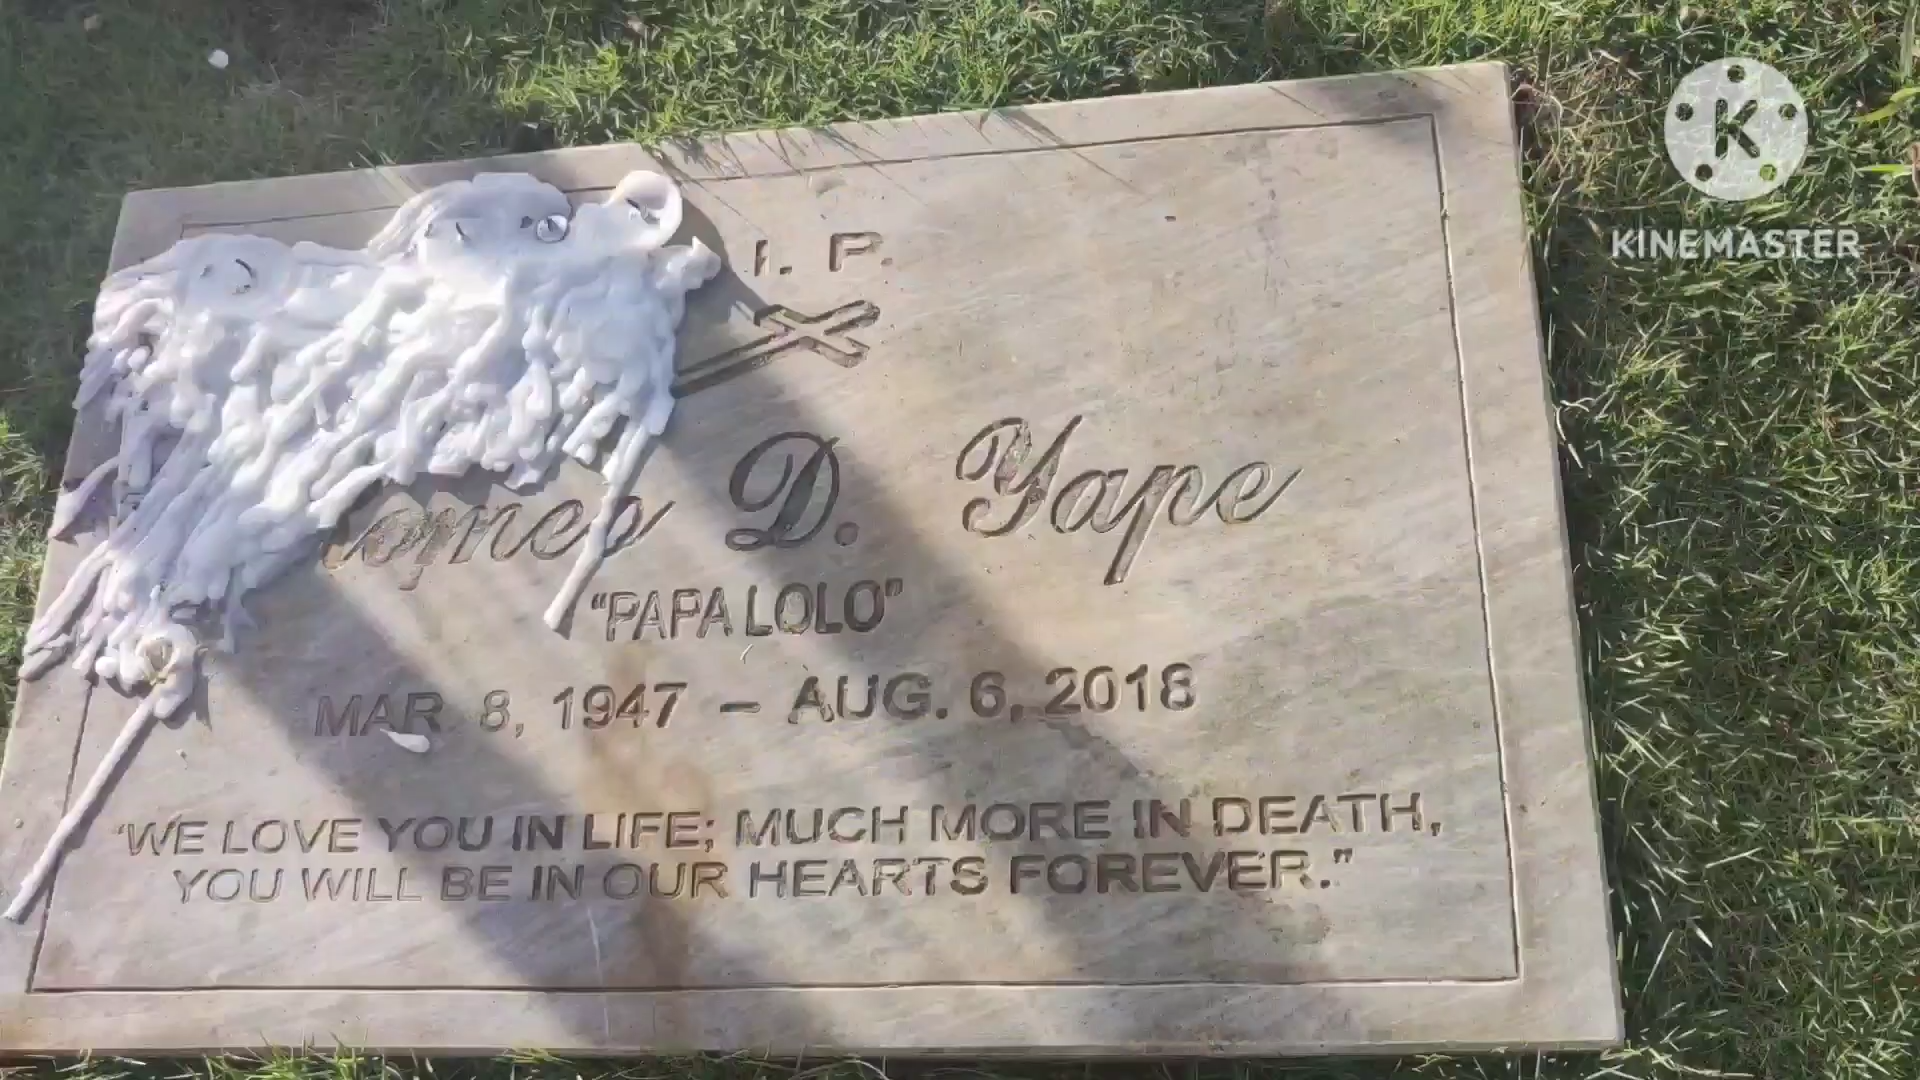 I. P.
D. Yape
"PAPA LOLO"
MAR. 8, 1947 – AUG. 6, 2018
"WE LOVE YOU IN LIFE; MUCH MORE IN DEATH,
YOU WILL BE IN OUR HEARTS FOREVER."
K
KINEMASTER